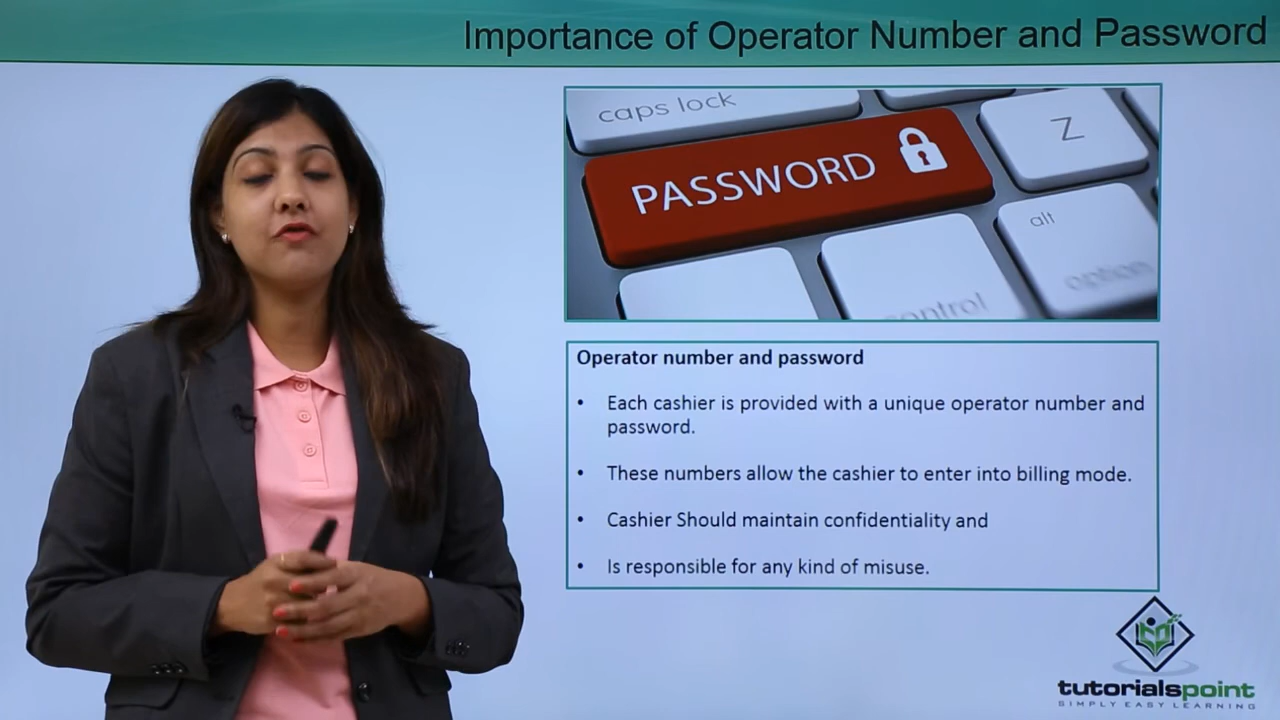 Importance of Operator Number and Password
caps lock
Z
PASSWORD
alt
option
control
Operator number and password
• Each cashier is provided with a unique operator number and
password.
• These numbers allow the cashier to enter into billing mode.
• Cashier Should maintain confidentiality and
• Is responsible for any kind of misuse.
tutorialspoint
SIMPLY EASY LEARNING